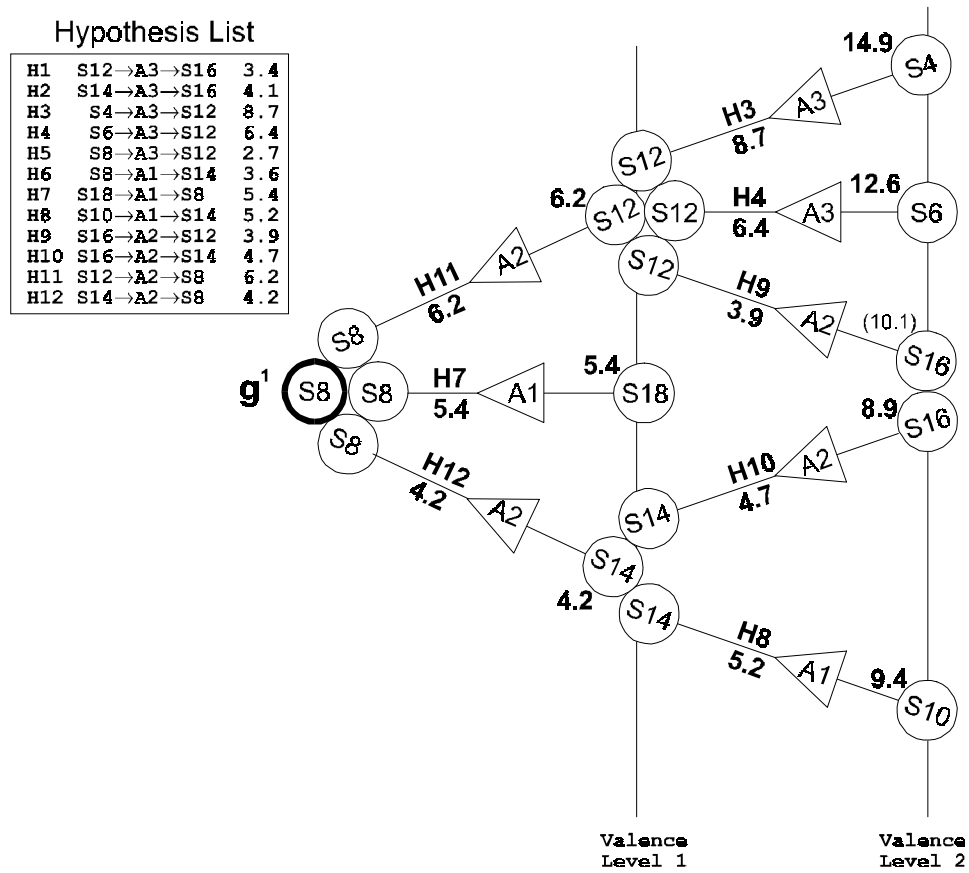 Hypothesis List
H1 S12→A3→S16 3.4
H2 S14→A3→S16 4.1
H3 S4→A3→S12 8.7
H4 S6→A3→S12 6.4
H5 S8→A3→S12 2.7
H6 S8→A1→S14 3.6
H7 S18→A1→S8 5.4
H8 S10→A1→S14 5.2
H9 S16→A2→S12 3.9
H10 S16→A2→S14 4.7
H11 S12→A2→S8 6.2
H12 S14→A2→S8 4.2
14.9
S4
A3
H3
8.7
S12
12.6
S6
A3
H4
6.4
S12
6.2
S12
S12
H9
3.9
A2
(10.1)
S16
A2
H11
6.2
S8
g¹
S8
S8
H7
5.4
A1
5.4
S18
8.9
S16
A2
H10
4.7
S14
S8
H12
4.2
A2
S14
4.2
S14
H8
5.2
A1
9.4
S10
Valence
Level 1
Valence
Level 2